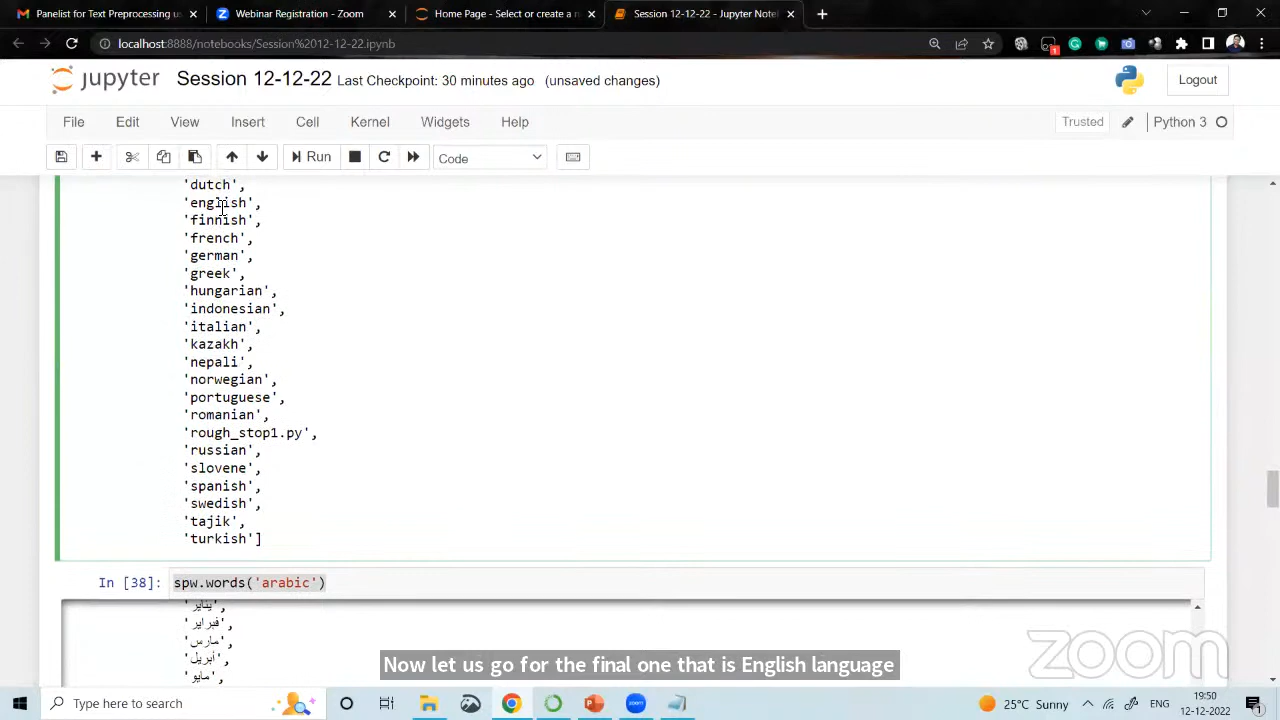 Panelist for Text Preprocessing us
Webinar Registration - Zoom
Home Page - Select or create a n
Session 12-12-22 - Jupyter Note
localhost:8888/notebooks/Session%2012-12-22.ipynb
jupyter Session 12-12-22 Last Checkpoint: 30 minutes ago (unsaved changes)
Logout
File Edit View Insert Cell Kernel Widgets Help
Trusted Python 3
Run Code
'dutch',
'english',
'finnish',
'french',
'german',
'greek',
'hungarian',
'indonesian',
'italian',
'kazakh',
'nepali',
'norwegian',
'portuguese',
'romanian',
'rough_stop1.py',
'russian',
'slovene',
'spanish',
'swedish',
'tajik',
'turkish']
In [38]: spw.words('arabic')
'يناير',
'فبراير',
'مارس',
'أبريل',
'مايو',
zoom
Now let us go for the final one that is English language
Type here to search
zoom
25°C Sunny
ENG
19:50
12-12-2022
1